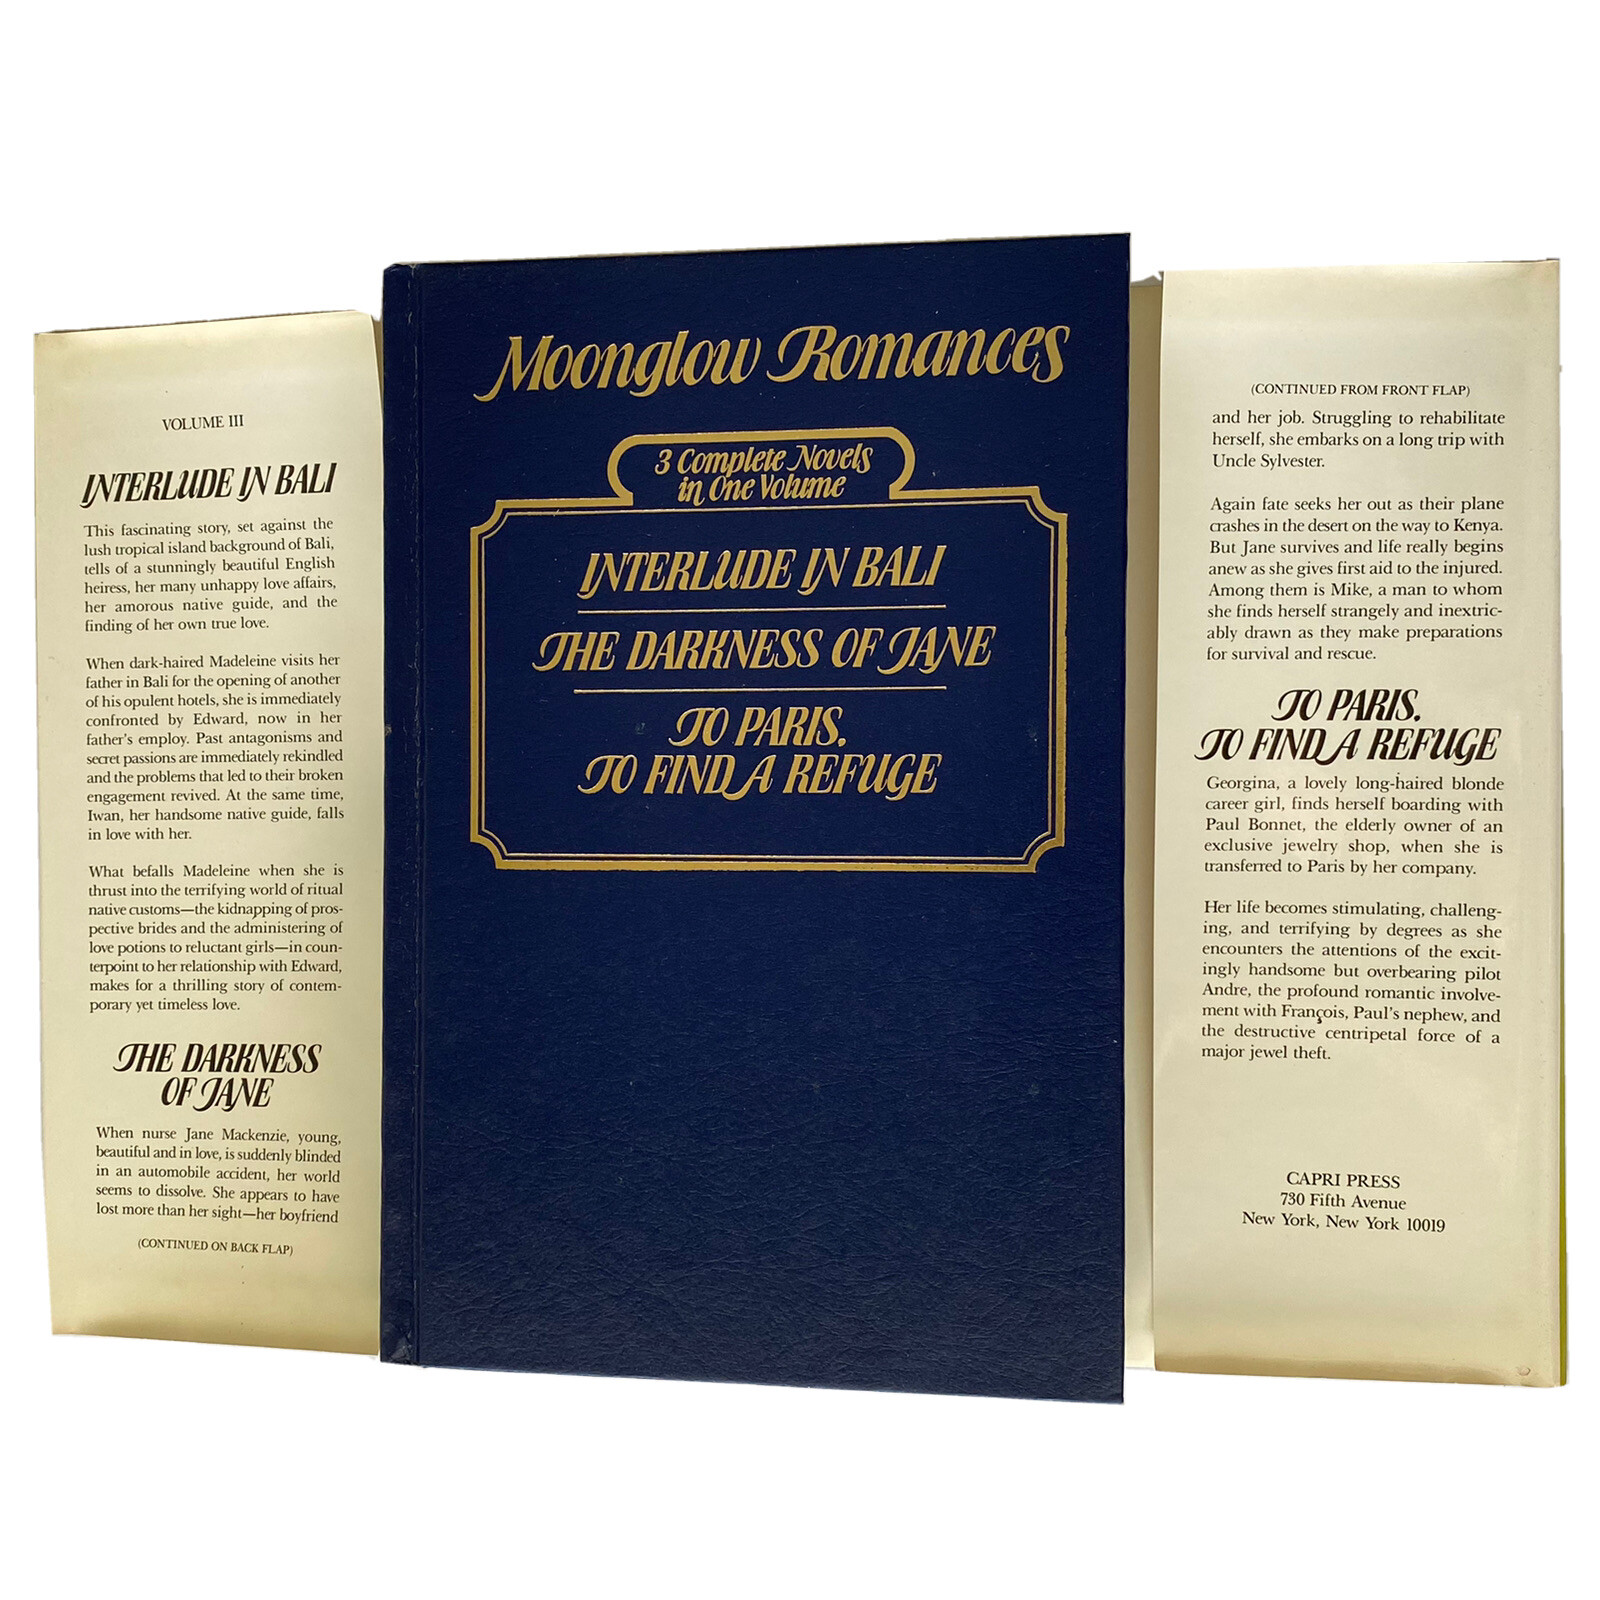 VOLUME III
INTERLUDE IN BALI
This fascinating story, set against the
lush tropical island background of Bali,
tells of a stunningly beautiful English
heiress, her many unhappy love affairs,
her amorous native guide, and the
finding of her own true love.
When dark-haired Madeleine visits her
father in Bali for the opening of another
of his opulent hotels, she is immediately
confronted by Edward, now in her
father's employ. Past antagonisms and
secret passions are immediately rekindled
and the problems that led to their broken
engagement revived. At the same time,
Iwan, her handsome native guide, falls
in love with her.
What befalls Madeleine when she is
thrust into the terrifying world of ritual
native customs—the kidnapping of pros-
pective brides and the administering of
love potions to reluctant girls—in coun-
terpoint to her relationship with Edward,
makes for a thrilling story of contem-
porary yet timeless love.
THE DARKNESS
OF JANE
When nurse Jane Mackenzie, young,
beautiful and in love, is suddenly blinded
in an automobile accident, her world
seems to dissolve. She appears to have
lost more than her sight—her boyfriend
(CONTINUED ON BACK FLAP)
Moonglow Romances
3 Complete Novels
in One Volume
INTERLUDE IN BALI
THE DARKNESS OF JANE
TO PARIS,
TO FIND A REFUGE
(CONTINUED FROM FRONT FLAP)
and her job. Struggling to rehabilitate
herself, she embarks on a long trip with
Uncle Sylvester.
Again fate seeks her out as their plane
crashes in the desert on the way to Kenya.
But Jane survives and life really begins
anew as she gives first aid to the injured.
Among them is Mike, a man to whom
she finds herself strangely and inextric-
ably drawn as they make preparations
for survival and rescue.
TO PARIS,
TO FIND A REFUGE
Georgina, a lovely long-haired blonde
career girl, finds herself boarding with
Paul Bonnet, the elderly owner of an
exclusive jewelry shop, when she is
transferred to Paris by her company.
Her life becomes stimulating, challeng-
ing, and terrifying by degrees as she
encounters the attentions of the excit-
ingly handsome but overbearing pilot
Andre, the profound romantic involve-
ment with François, Paul's nephew, and
the destructive centripetal force of a
major jewel theft.
CAPRI PRESS
730 Fifth Avenue
New York, New York 10019